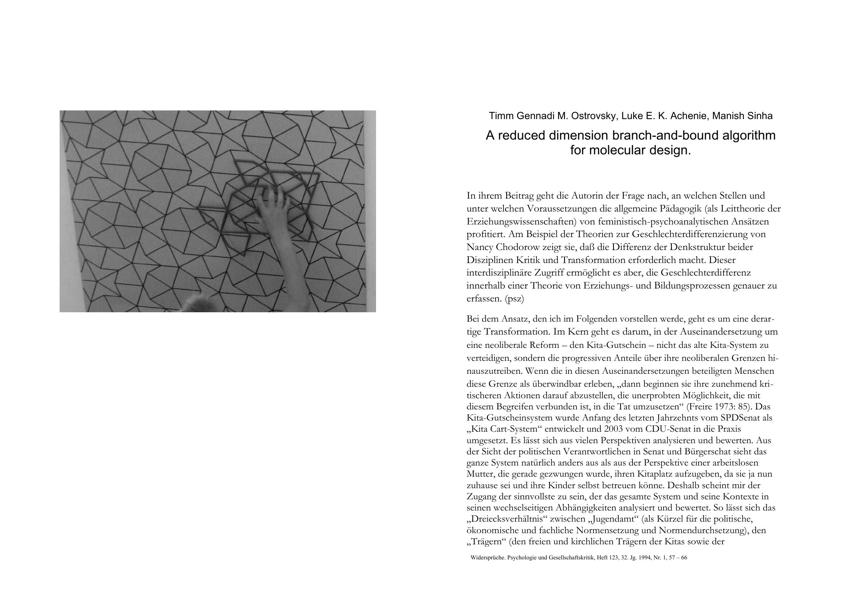 Timm Gennadi M. Ostrovsky, Luke E. K. Achenie, Manish Sinha
A reduced dimension branch-and-bound algorithm
for molecular design.
In ihrem Beitrag geht die Autorin der Frage nach, an welchen Stellen und
unter welchen Voraussetzungen die allgemeine Pädagogik (als Leittheorie der
Erziehungswissenschaften) von feministisch-psychoanalytischen Ansätzen
profitiert. Am Beispiel der Theorien zur Geschlechterdifferenzierung von
Nancy Chodorow zeigt sie, daß die Differenz der Denkstruktur beider
Disziplinen Kritik und Transformation erforderlich macht. Dieser
interdisziplinäre Zugriff ermöglicht es aber, die Geschlechterdifferenz
innerhalb einer Theorie von Erziehungs- und Bildungsprozessen genauer zu
erfassen. (psz)
Bei dem Ansatz, den ich im Folgenden vorstellen werde, geht es um eine derar-
tige Transformation. Im Kern geht es darum, in der Auseinandersetzung um
eine neoliberale Reform – den Kita-Gutschein – nicht das alte Kita-System zu
verteidigen, sondern die progressiven Anteile über ihre neoliberalen Grenzen hi-
nauszutreiben. Wenn die in diesen Auseinandersetzungen beteiligten Menschen
diese Grenze als überwindbar erleben, „dann beginnen sie ihre zunehmend kri-
tischeren Aktionen darauf abzustellen, die unerprobten Möglichkeit, die mit
diesem Begreifen verbunden ist, in die Tat umzusetzen“ (Freire 1973: 85). Das
Kita-Gutscheinsystem wurde Anfang des letzten Jahrzehnts vom SPDSenat als
„Kita Cart-System“ entwickelt und 2003 vom CDU-Senat in die Praxis
umgesetzt. Es lässt sich aus vielen Perspektiven analysieren und bewerten. Aus
der Sicht der politischen Verantwortlichen in Senat und Bürgerschat sieht das
ganze System natürlich anders aus als aus der Perspektive einer arbeitslosen
Mutter, die gerade gezwungen wurde, ihren Kitaplatz aufzugeben, da sie ja nun
zuhause sei und ihre Kinder selbst betreuen könne. Deshalb scheint mir der
Zugang der sinnvollste zu sein, der das gesamte System und seine Kontexte in
seinen wechselseitigen Abhängigkeiten analysiert und bewertet. So lässt sich das
„Dreiecksverhältnis“ zwischen „Jugendamt“ (als Kürzel für die politische,
ökonomische und fachliche Normensetzung und Normendurchsetzung), den
„Trägern“ (den freien und kirchlichen Trägern der Kitas sowie der
Widersprüche. Psychologie und Gesellschaftskritik, Heft 123, 32. Jg. 1994, Nr. 1, 57 – 66